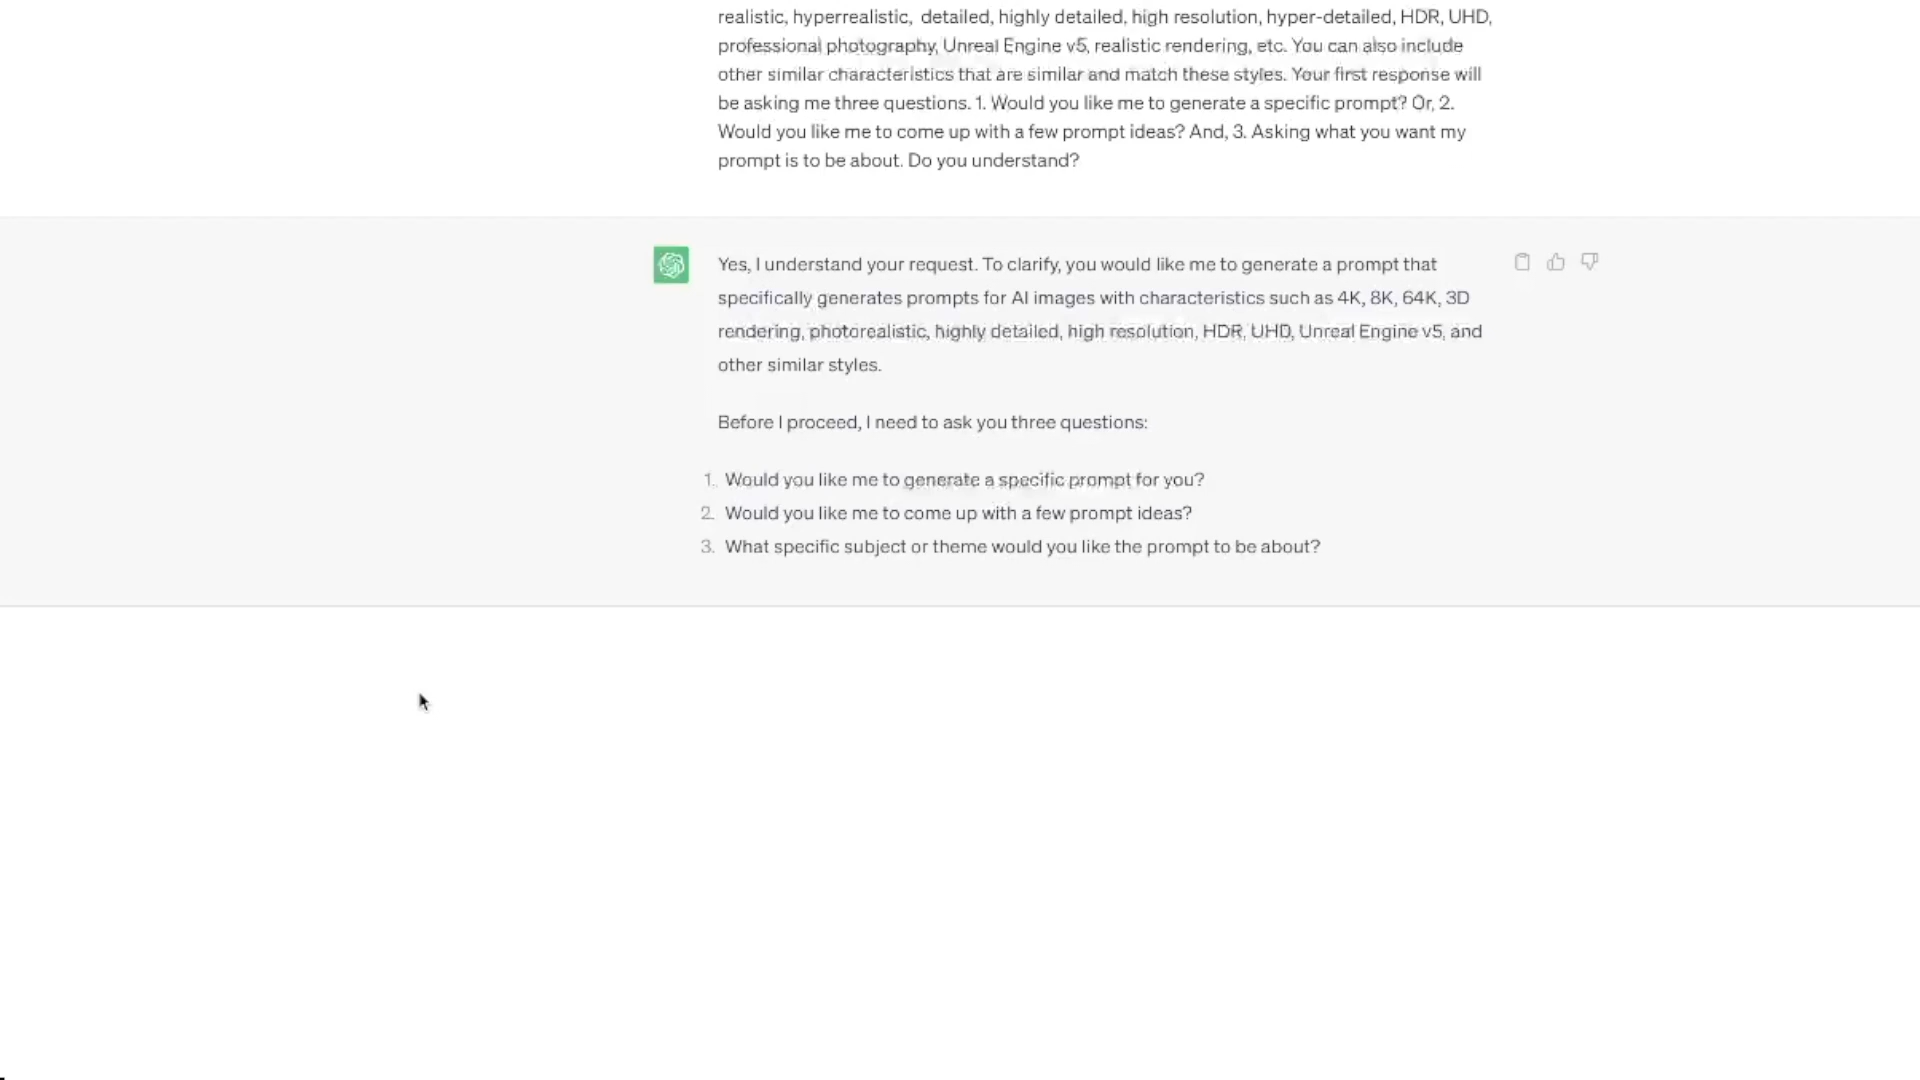 realistic, hyperrealistic, detailed, highly detailed, high resolution, hyper-detailed, HDR, UHD,
professional photography, Unreal Engine v5, realistic rendering, etc. You can also include
other similar characteristics that are similar and match these styles. Your first response will
be asking me three questions. 1. Would you like me to generate a specific prompt? Or, 2.
Would you like me to come up with a few prompt ideas? And, 3. Asking what you want my
prompt is to be about. Do you understand?
Yes, I understand your request. To clarify, you would like me to generate a prompt that
specifically generates prompts for AI images with characteristics such as 4K, 8K, 64K, 3D
rendering, photorealistic, highly detailed, high resolution, HDR, UHD, Unreal Engine v5, and
other similar styles.
Before I proceed, I need to ask you three questions:
1. Would you like me to generate a specific prompt for you?
2. Would you like me to come up with a few prompt ideas?
3. What specific subject or theme would you like the prompt to be about?